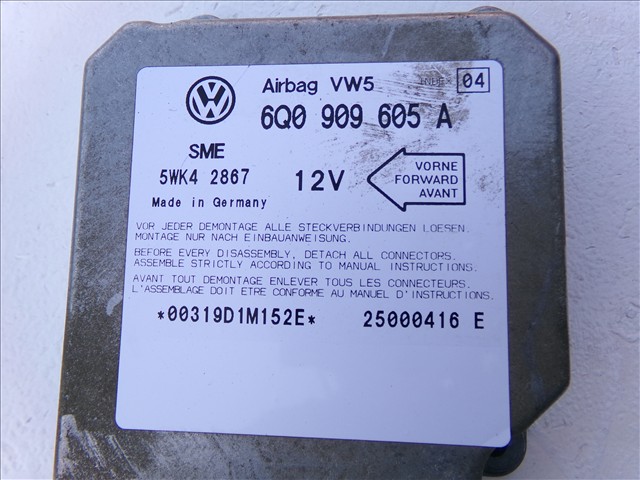 Airbag VW5 INDEX 04
6Q0 909 605 A
SME
5WK4 2867 12V
Made in Germany
VORNE
FORWARD
AVANT
VOR JEDER DEMONTAGE ALLE STECKVERBINDUNGEN LOESEN.
MONTAGE NUR NACH EINBAUANWEISUNG.
BEFORE EVERY DISASSEMBLY, DETACH ALL CONNECTORS.
ASSEMBLE STRICTLY ACCORDING TO MANUAL INSTRUCTIONS.
AVANT TOUT DEMONTAGE ENLEVER TOUS LES CONNECTEURS.
L'ASSEMBLAGE DOIT ETRE CONFORME AU MANUEL D'INSTRUCTIONS.
*00319D1M152E* 25000416 E